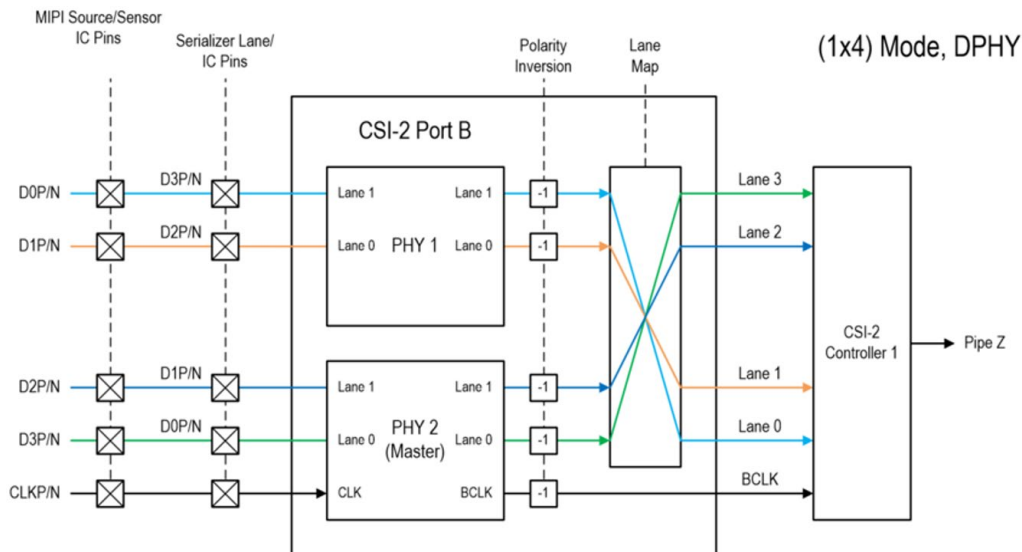 MIPI Source/Sensor
IC Pins
Serializer Lane/
IC Pins
Polarity
Inversion
Lane
Map
(1x4) Mode, DPHY
CSI-2 Port B
D0P/N
D3P/N
Lane 1
Lane 1
-1
Lane 3
D1P/N
D2P/N
Lane 0
PHY 1
Lane 0
-1
Lane 2
CSI-2
Controller 1
Pipe Z
D2P/N
D1P/N
Lane 1
Lane 1
-1
Lane 1
D3P/N
D0P/N
Lane 0
PHY 2
(Master)
Lane 0
-1
Lane 0
CLKP/N
CLK
BCLK
-1
BCLK